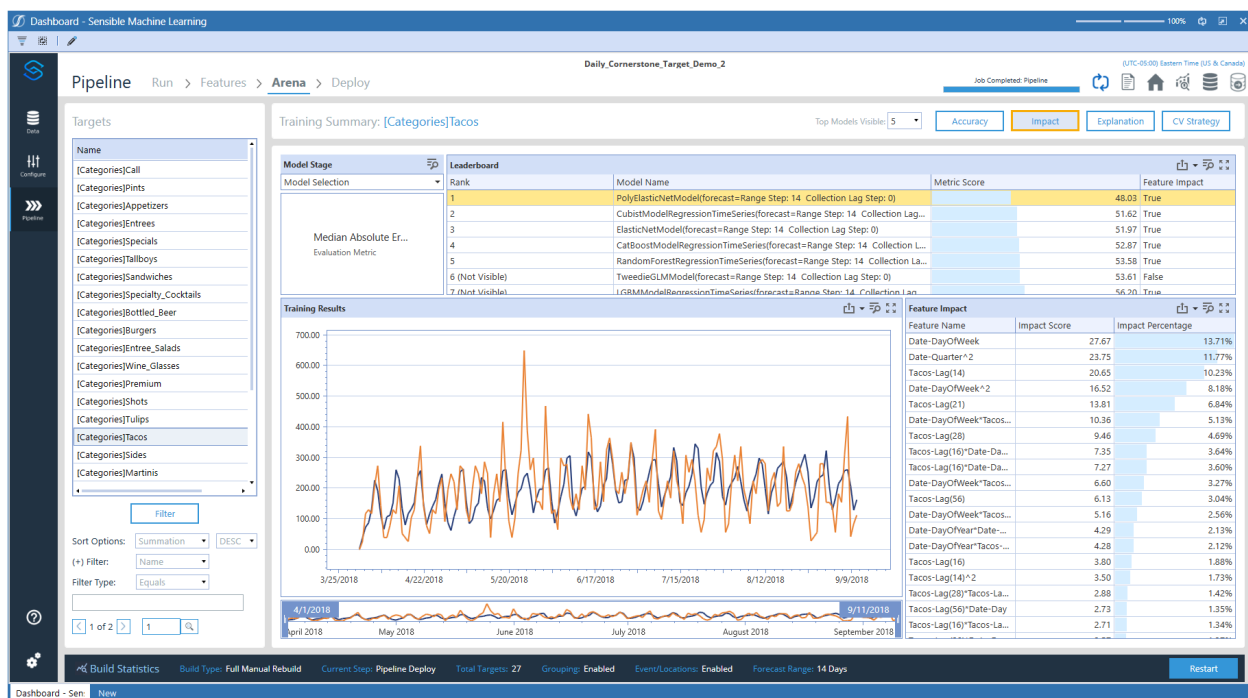 Dashboard - Sensible Machine Learning
100%
Daily_Cornerstone_Target_Demo_2
(UTC-05:00) Eastern Time (US & Canada)
Pipeline Run > Features > Arena > Deploy
Job Completed: Pipeline
Data
Configure
Pipeline
Targets
Name
[Categories]Call
[Categories]Pints
[Categories]Appetizers
[Categories]Entrees
[Categories]Specials
[Categories]Tallboys
[Categories]Sandwiches
[Categories]Specialty_Cocktails
[Categories]Bottled_Beer
[Categories]Burgers
[Categories]Entree_Salads
[Categories]Wine_Glasses
[Categories]Premium
[Categories]Shots
[Categories]Tulips
[Categories]Tacos
[Categories]Sides
[Categories]Martinis
Filter
Sort Options: Summation DESC
(+) Filter: Name
Filter Type: Equals
1 of 2 1
Training Summary: [Categories]Tacos
Top Models Visible: 5
Accuracy
Impact
Explanation
CV Strategy
Model Stage
Model Selection
Median Absolute Er...
Evaluation Metric
Leaderboard
Rank Model Name Metric Score Feature Impact
1 PolyElasticNetModel(forecast=Range Step: 14 Collection Lag Step: 0) 48.03 True
2 CubistModelRegressionTimeSeries(forecast=Range Step: 14 Collection Lag... 51.62 True
3 ElasticNetModel(forecast=Range Step: 14 Collection Lag Step: 0) 51.97 True
4 CatBoostModelRegressionTimeSeries(forecast=Range Step: 14 Collection L... 52.87 True
5 RandomForestRegressionTimeSeries(forecast=Range Step: 14 Collection La... 53.58 True
6 (Not Visible) TweedieGLMModel(forecast=Range Step: 14 Collection Lag Step: 0) 53.61 False
7 (Not Visible) LGBMModelRegressionTimeSeries(forecast=Range Step: 14 Collection Lag 56.20 True
Training Results
700.00
600.00
500.00
400.00
300.00
200.00
100.00
0.00
3/25/2018 4/22/2018 5/20/2018 6/17/2018 7/15/2018 8/12/2018 9/9/2018
4/1/2018 9/11/2018
April 2018 May 2018 June 2018 July 2018 August 2018 September 2018
Feature Impact
Feature Name Impact Score Impact Percentage
Date-DayOfWeek 27.67 13.71%
Date-Quarter^2 23.75 11.77%
Tacos-Lag(14) 20.65 10.23%
Date-DayOfWeek^2 16.52 8.18%
Tacos-Lag(21) 13.81 6.84%
Date-DayOfWeek*Tacos... 10.36 5.13%
Tacos-Lag(28) 9.46 4.69%
Tacos-Lag(16)*Date-Da... 7.35 3.64%
Tacos-Lag(16)*Date-Da... 7.27 3.60%
Date-DayOfWeek*Tacos... 6.60 3.27%
Tacos-Lag(56) 6.13 3.04%
Date-DayOfWeek*Tacos... 5.16 2.56%
Date-DayOfYear*Date-... 4.29 2.13%
Date-DayOfYear*Tacos-... 4.28 2.12%
Tacos-Lag(16) 3.80 1.88%
Tacos-Lag(14)^2 3.50 1.73%
Tacos-Lag(28)*Tacos-La... 2.88 1.42%
Tacos-Lag(56)*Date-Day 2.73 1.35%
Tacos-Lag(16)*Tacos-La... 2.71 1.34%
Build Statistics Build Type: Full Manual Rebuild Current Step: Pipeline Deploy Total Targets: 27 Grouping: Enabled Event/Locations: Enabled Forecast Range: 14 Days
Restart
Dashboard - Sen: New